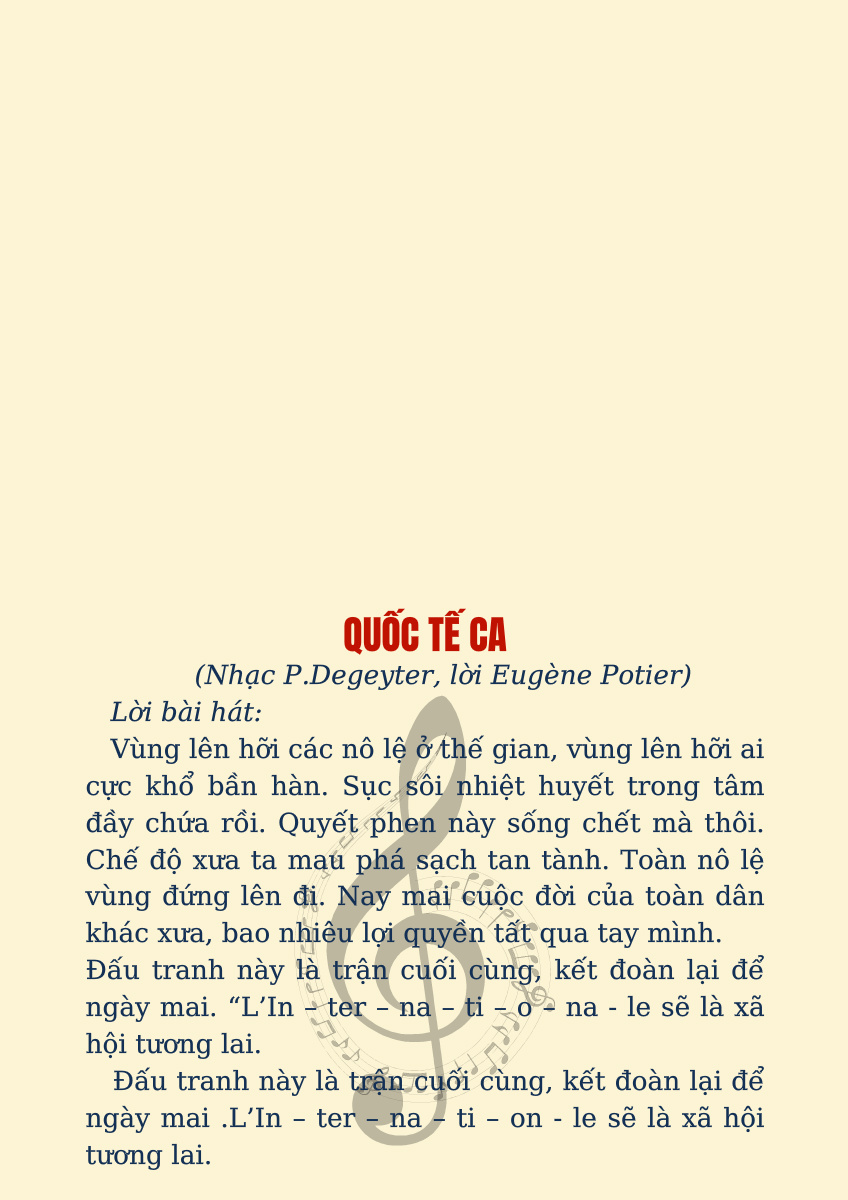 QUỐC TẾ CA
(Nhạc P.Degeyter, lời Eugène Potier)
Lời bài hát:
Vùng lên hỡi các nô lệ ở thế gian, vùng lên hỡi ai
cực khổ bần hàn. Sục sôi nhiệt huyết trong tâm
đầy chứa rồi. Quyết phen này sống chết mà thôi.
Chế độ xưa ta mau phá sạch tan tành. Toàn nô lệ
vùng đứng lên đi. Nay mai cuộc đời của toàn dân
khác xưa, bao nhiêu lợi quyền tất qua tay mình.
Đấu tranh này là trận cuối cùng, kết đoàn lại để
ngày mai. “L’In – ter – na – ti – o – na - le sẽ là xã
hội tương lai.
Đấu tranh này là trận cuối cùng, kết đoàn lại để
ngày mai .L’In – ter – na – ti – on - le sẽ là xã hội
tương lai.